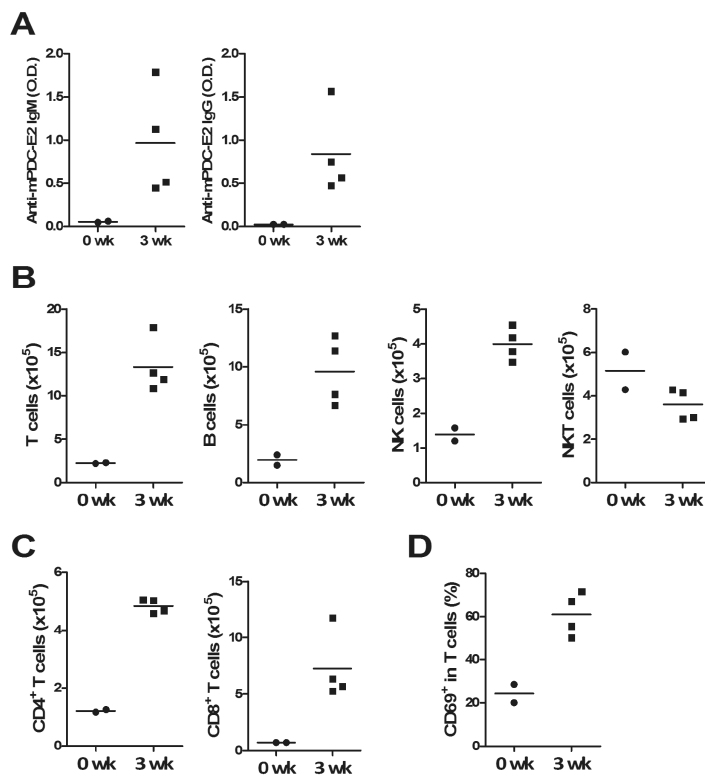 A
Anti-mPDC-E2 IgM (O.D.)
2.0
1.5
1.0
0.5
0.0
0 wk 3 wk
Anti-mPDC-E2 IgG (O.D.)
2.0
1.5
1.0
0.5
0.0
0 wk 3 wk
B
T cells (x10⁵)
20
15
10
5
0
0 wk 3 wk
B cells (x10⁵)
15
10
5
0
0 wk 3 wk
NK cells (x10⁵)
5
4
3
2
1
0
0 wk 3 wk
NKT cells (x10⁵)
8
6
4
2
0
0 wk 3 wk
C
CD4⁺ T cells (x10⁵)
6
4
2
0
0 wk 3 wk
CD8⁺ T cells (x10⁵)
15
10
5
0
0 wk 3 wk
D
CD69⁺ in T cells (%)
80
60
40
20
0
0 wk 3 wk